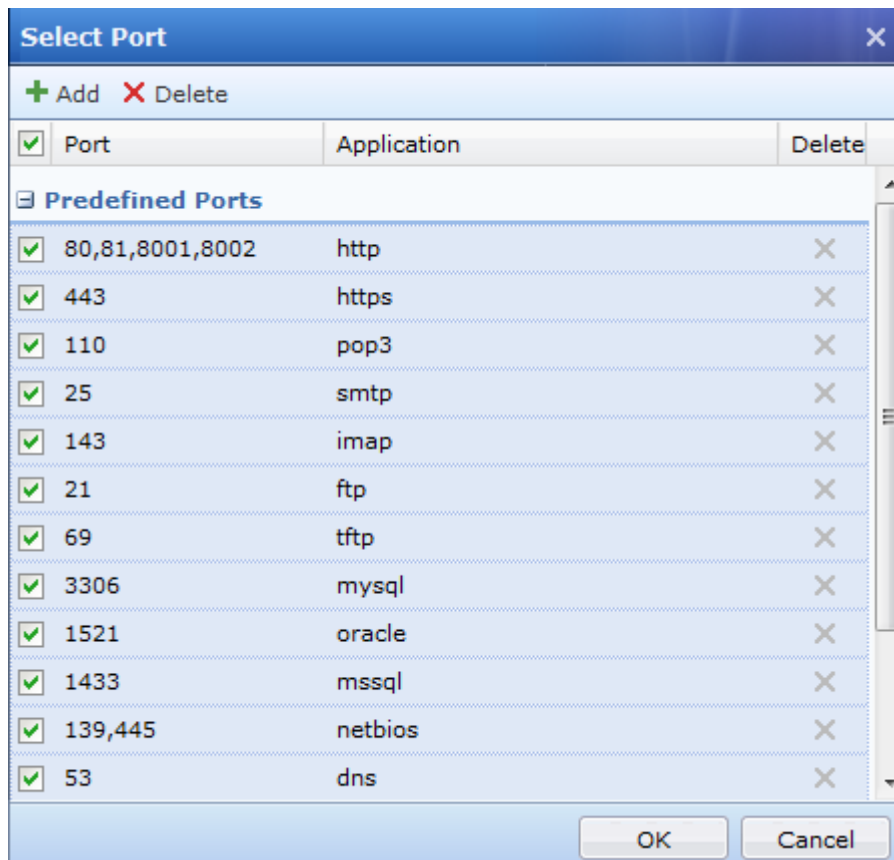 Select Port
Add Delete
Port Application Delete
Predefined Ports
80,81,8001,8002 http
443 https
110 pop3
25 smtp
143 imap
21 ftp
69 tftp
3306 mysql
1521 oracle
1433 mssql
139,445 netbios
53 dns
OK Cancel